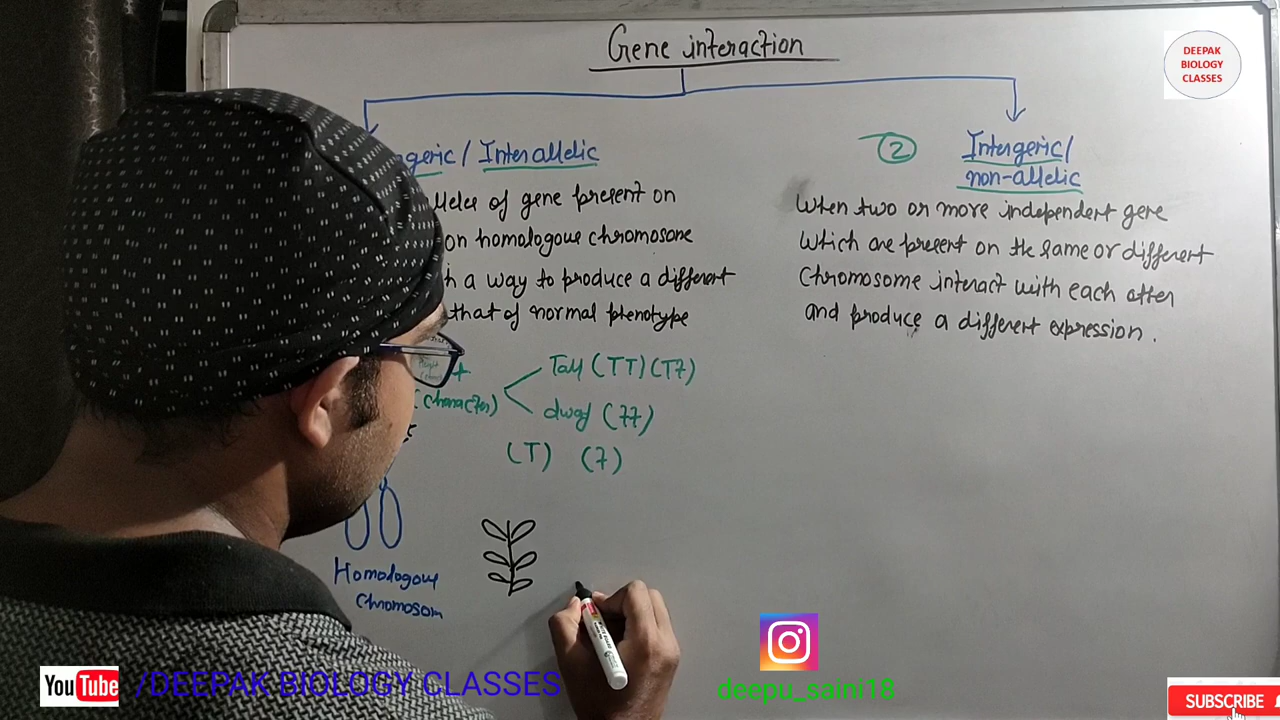 Gene interaction
DEEPAK
BIOLOGY
CLASSES
geric / Interallelic
lleles of gene present on
on homologous chromosome
h a way to produce a different
that of normal phenotype
(character)
Tall (TT) (Tt)
dwarf (tt)
(T) (t)
Homologous
chromosom
2
Intergeric/
non-allelic
When two or more independent gene
which are present on the same or different
chromosome interact with each other
and produce a different expression.
YouTube /DEEPAK BIOLOGY CLASSES
deepu_saini18
SUBSCRIBE